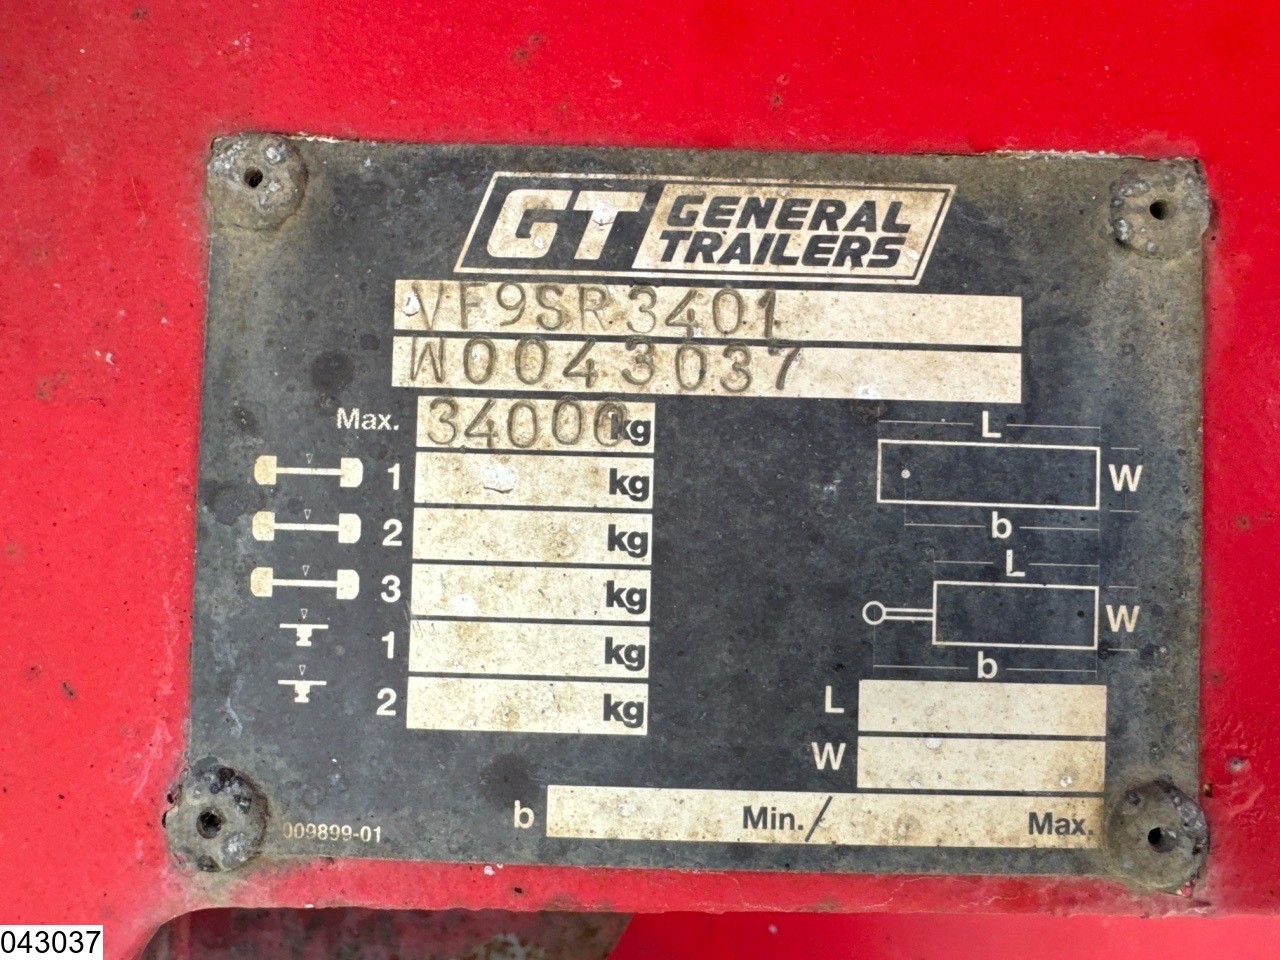 GT GENERAL TRAILERS
VF9SR3401
W0043037
Max. 34000 kg
1 kg
2 kg
3 kg
1 kg
2 kg
L
W
b
L
W
b
L
W
b Min./ Max.
009899-01
043037